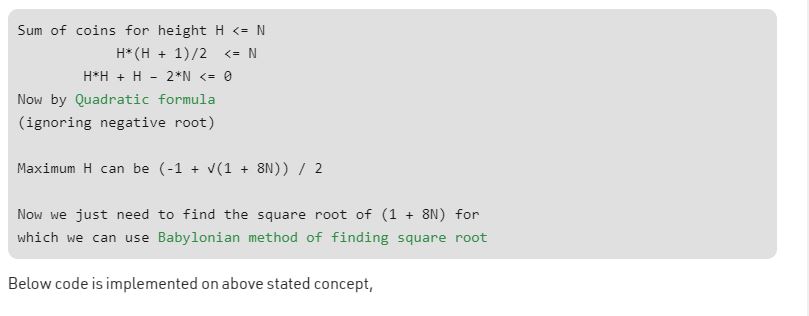 Sum of coins for height H <= N
H*(H + 1)/2 <= N
H*H + H - 2*N <= 0
Now by Quadratic formula
(ignoring negative root)
Maximum H can be (-1 + √(1 + 8N)) / 2
Now we just need to find the square root of (1 + 8N) for
which we can use Babylonian method of finding square root
Below code is implemented on above stated concept,